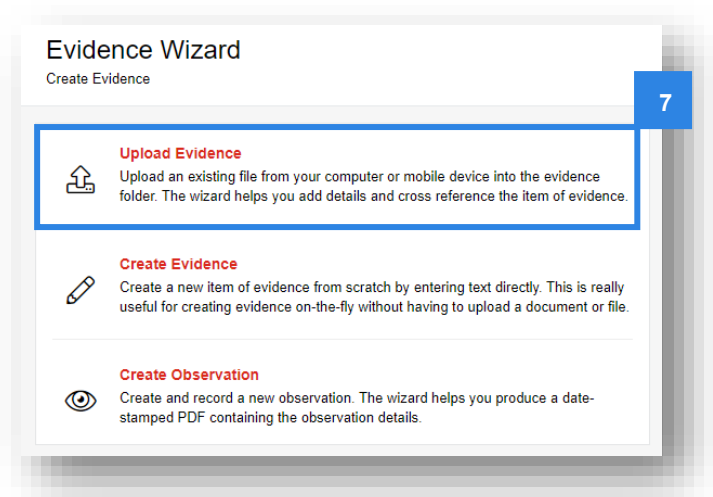 Evidence Wizard
Create Evidence
7
Upload Evidence
Upload an existing file from your computer or mobile device into the evidence
folder. The wizard helps you add details and cross reference the item of evidence.
Create Evidence
Create a new item of evidence from scratch by entering text directly. This is really
useful for creating evidence on-the-fly without having to upload a document or file.
Create Observation
Create and record a new observation. The wizard helps you produce a date-
stamped PDF containing the observation details.